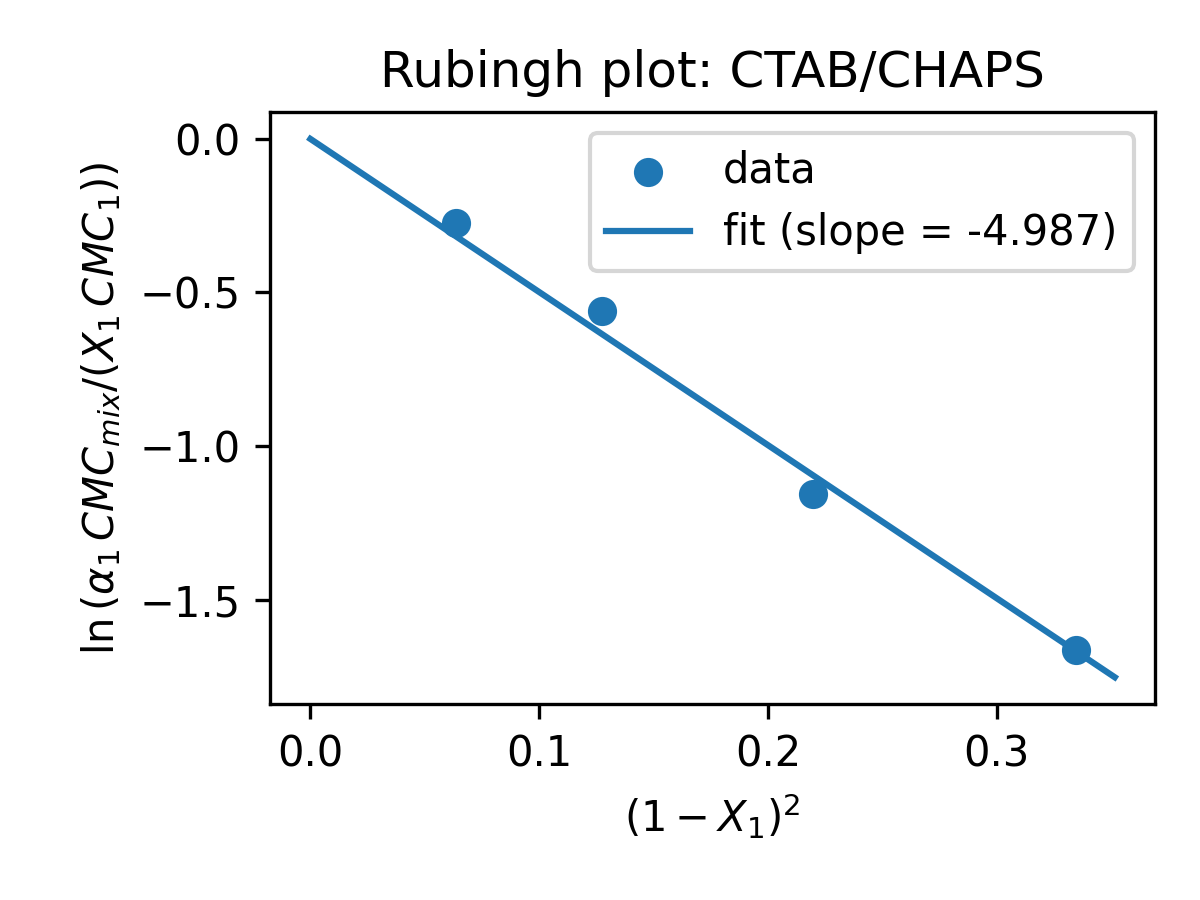 Rubingh plot: CTAB/CHAPS
data
fit (slope = -4.987)
ln (α₁ CMC_mix/(X₁ CMC₁))
0.0
−0.5
−1.0
−1.5
0.0 0.1 0.2 0.3
(1 − X₁)²